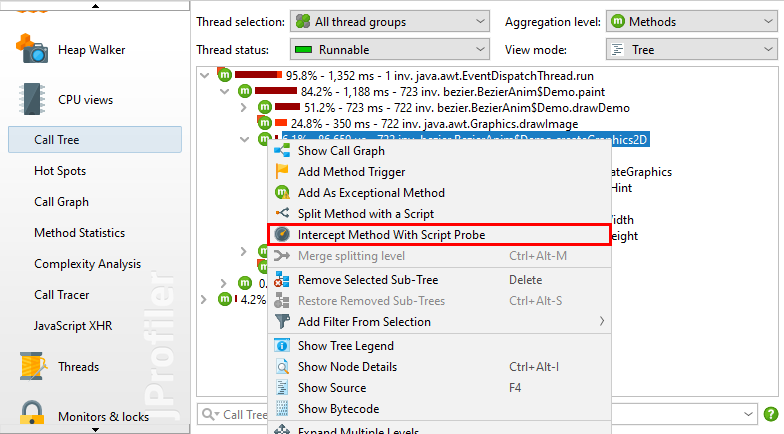 Thread selection: All thread groups Aggregation level: Methods
Thread status: Runnable View mode: Tree
Heap Walker
CPU views
Call Tree
Hot Spots
Call Graph
Method Statistics
Complexity Analysis
Call Tracer
JavaScript XHR
Threads
Monitors & locks
JProfiler
95.8% - 1,352 ms - 1 inv. java.awt.EventDispatchThread.run
84.2% - 1,188 ms - 723 inv. bezier.BezierAnim$Demo.paint
51.2% - 723 ms - 722 inv. bezier.BezierAnim$Demo.drawDemo
24.8% - 350 ms - 722 inv. java.awt.Graphics.drawImage
6.1% - 86,650 µs - 723 inv. bezier.BezierAnim$Demo.createGraphics2D
Show Call Graph
Add Method Trigger
Add As Exceptional Method
Split Method with a Script
Intercept Method With Script Probe
Merge splitting level Ctrl+Alt-M
Remove Selected Sub-Tree Delete
Restore Removed Sub-Trees Ctrl+Alt-S
Add Filter From Selection
Show Tree Legend
Show Node Details Ctrl+Alt-I
Show Source F4
Show Bytecode
Expand Multiple Levels
ateGraphics
Hint
Width
eight
0.
4.2%
Call Tree